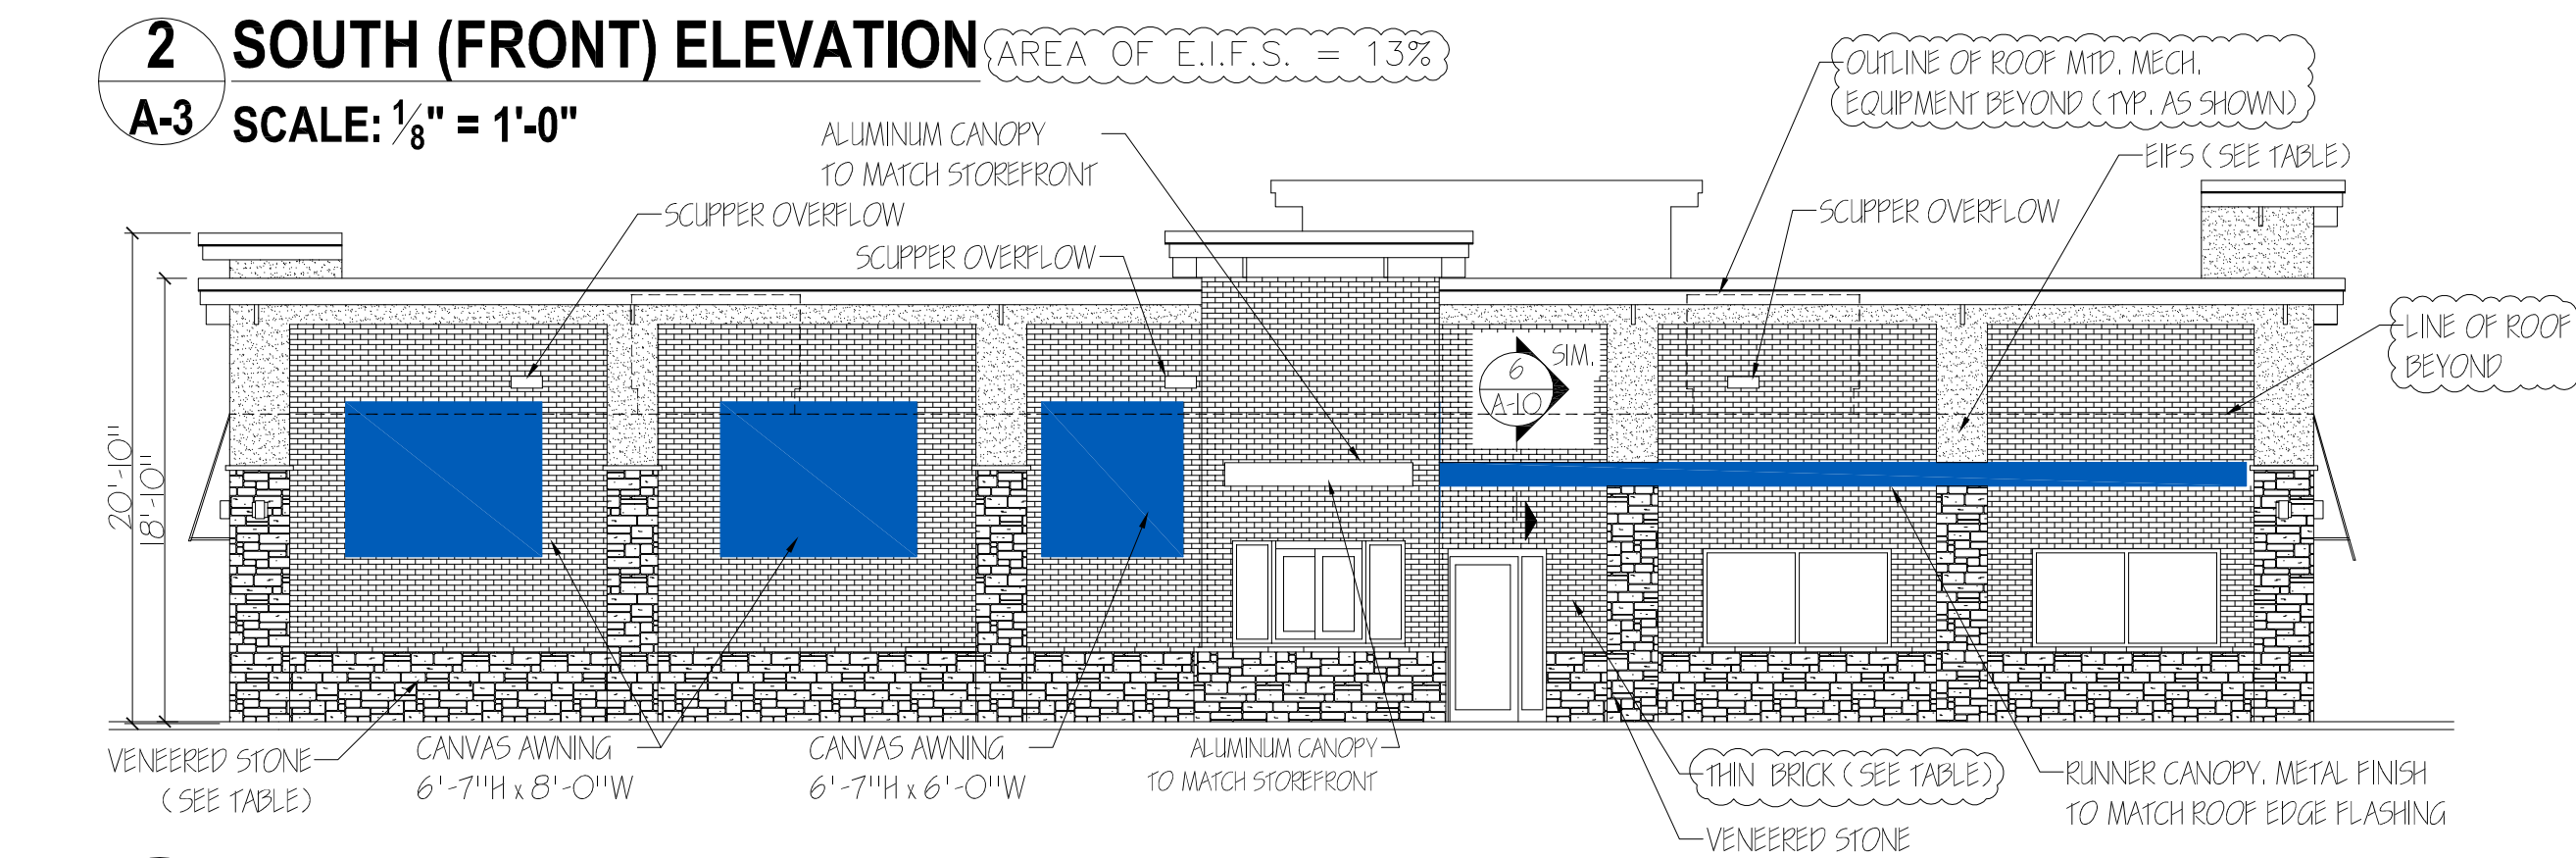 2
A-3
SOUTH (FRONT) ELEVATION
SCALE: 1/8" = 1'-0"
AREA OF E.I.F.S. = 13%
OUTLINE OF ROOF MTD. MECH.
EQUIPMENT BEYOND (TYP. AS SHOWN)
ALUMINUM CANOPY
TO MATCH STOREFRONT
EIFS (SEE TABLE)
SCUPPER OVERFLOW
SCUPPER OVERFLOW
SCUPPER OVERFLOW
LINE OF ROOF
BEYOND
6
A-10
SIM.
20'-10"
18'-10"
VENEERED STONE
(SEE TABLE)
CANVAS AWNING
6'-7"H x 8'-0"W
CANVAS AWNING
6'-7"H x 6'-0"W
ALUMINUM CANOPY
TO MATCH STOREFRONT
THIN BRICK (SEE TABLE)
VENEERED STONE
RUNNER CANOPY, METAL FINISH
TO MATCH ROOF EDGE FLASHING